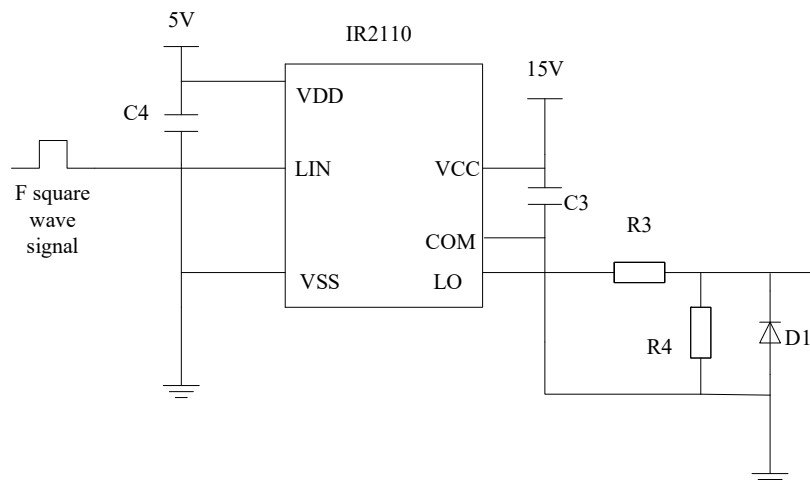 5V
IR2110
15V
C4
VDD
LIN
VCC
F square
wave
signal
C3
COM
R3
VSS
LO
R4
D1